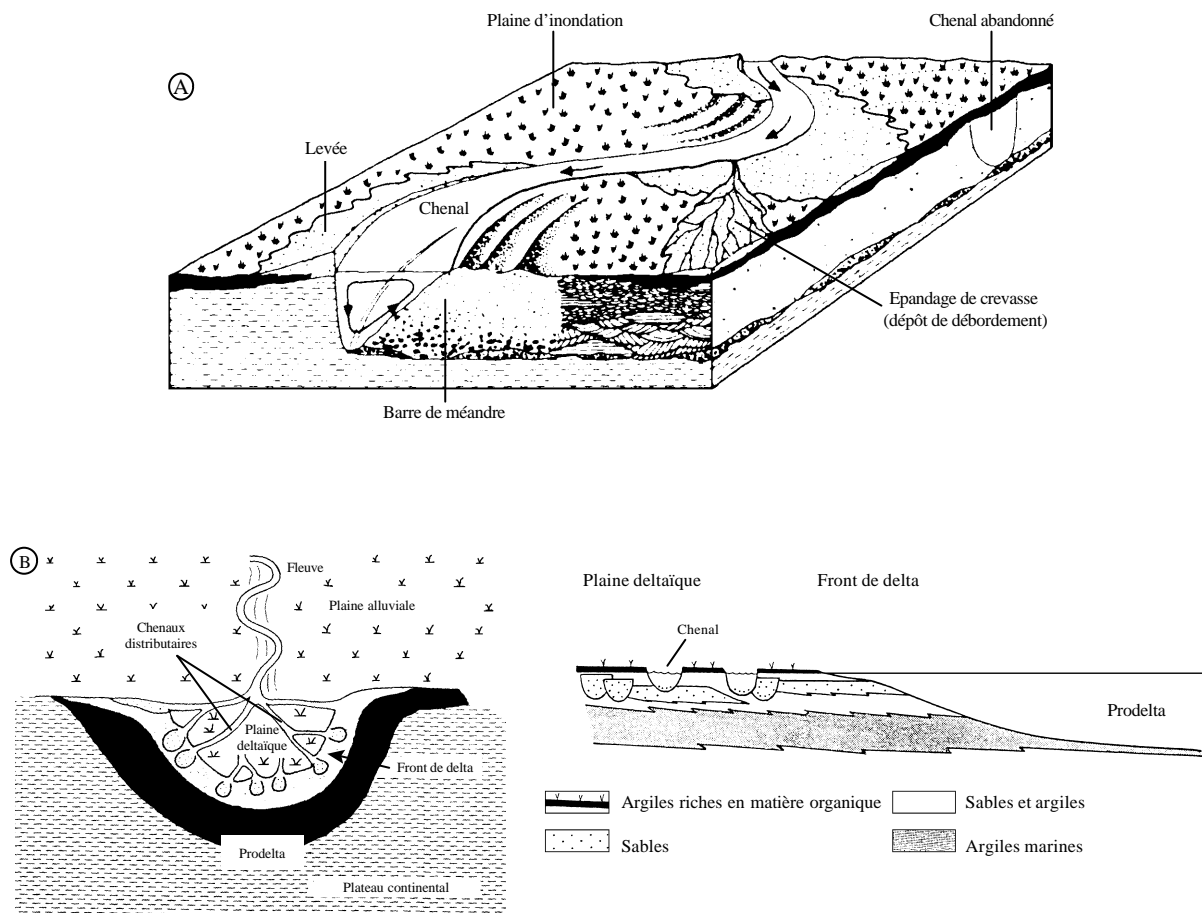 Plaine d’inondation
Chenal abandonné
A
Levée
Chenal
Epandage de crevasse
(dépôt de débordement)
Barre de méandre
B
Fleuve
Plaine alluviale
Chenaux
distributaires
Plaine
deltaïque
Front de delta
Prodelta
Plateau continental
Plaine deltaïque
Front de delta
Chenal
Prodelta
Argiles riches en matière organique
Sables et argiles
Sables
Argiles marines